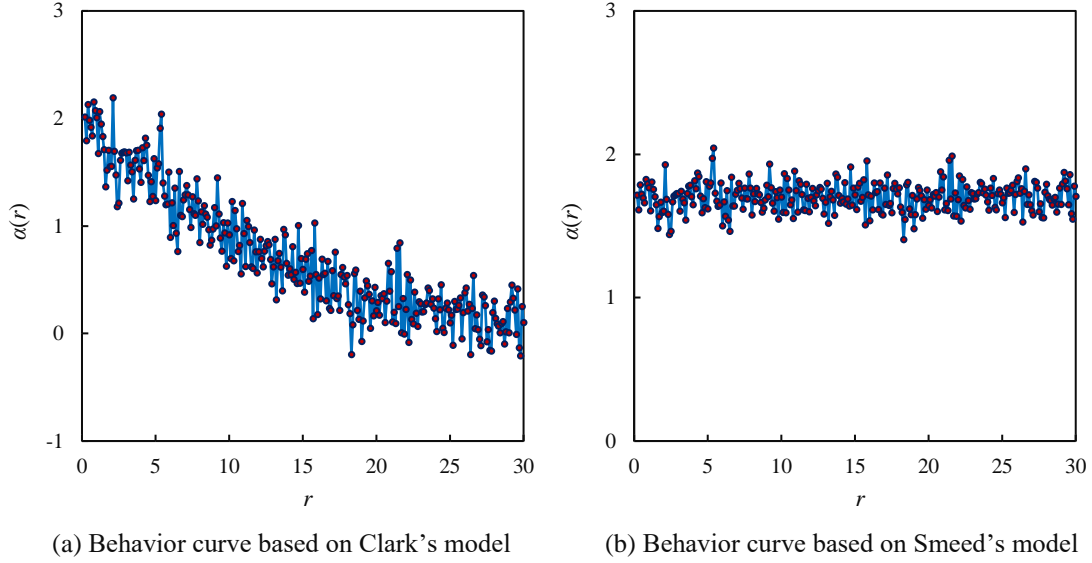 3
2
1
0
-1
α(r)
0 5 10 15 20 25 30
r
(a) Behavior curve based on Clark’s model
3
2
1
0
α(r)
0 5 10 15 20 25 30
r
(b) Behavior curve based on Smeed’s model